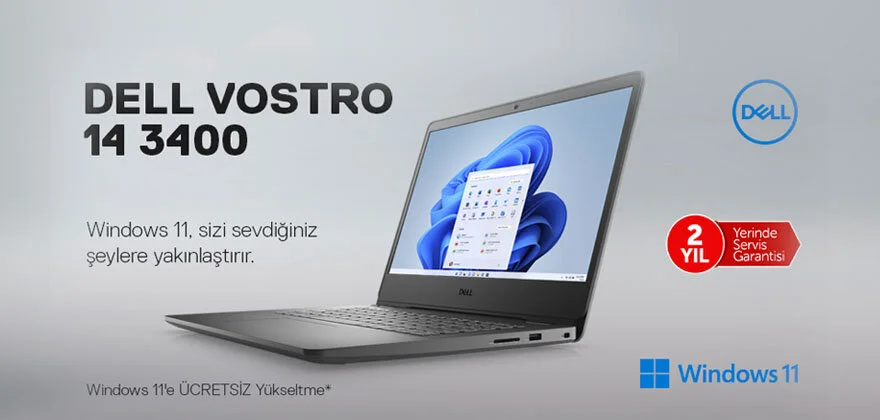 DELL VOSTRO
14 3400
Windows 11, sizi sevdiğiniz
şeylere yakınlaştırır.
Windows 11'e ÜCRETSİZ Yükseltme*
DELL
DELL
2
YIL
Yerinde
Servis
Garantisi
Windows 11